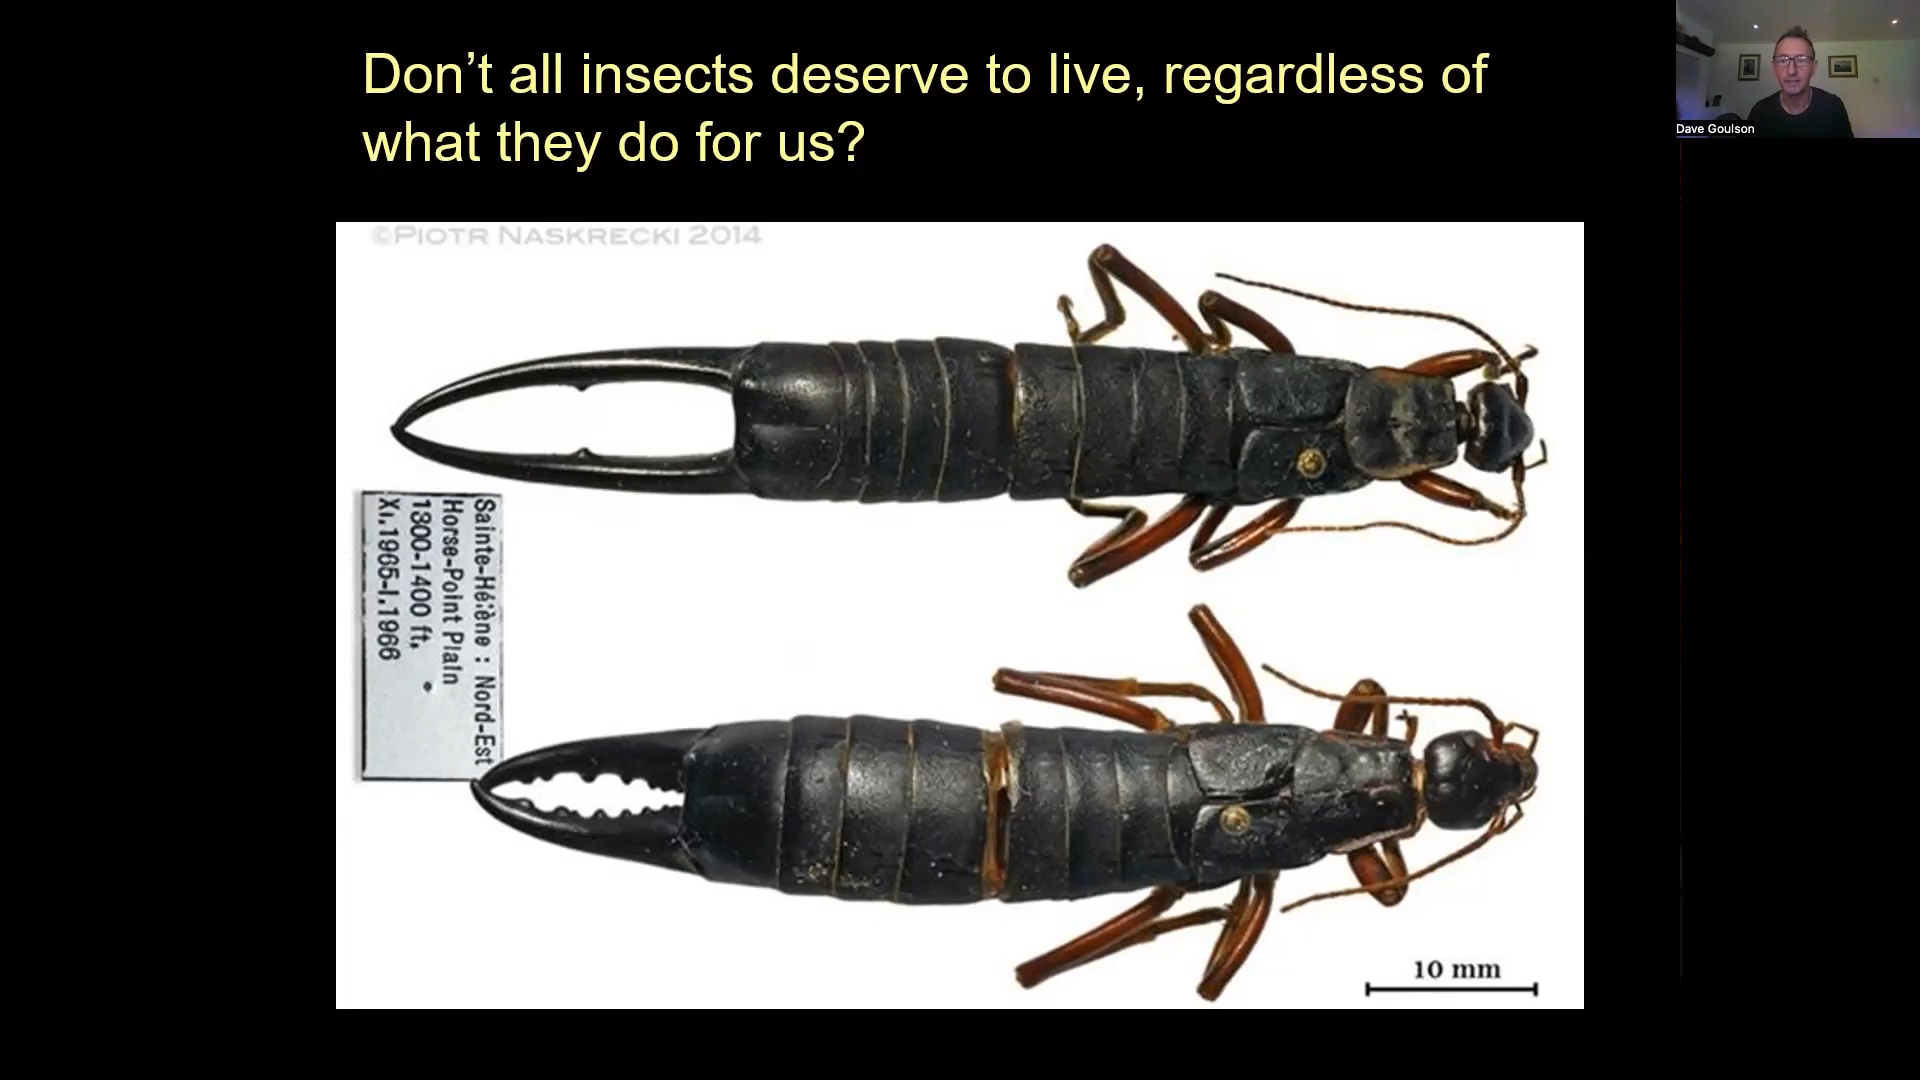 Don’t all insects deserve to live, regardless of
what they do for us?
Dave Goulson
©PIOTR NASKRECKI 2014
Sainte-Hélène : Nord-Est
Horse-Point Plain
1300-1400 ft.
XI.1965-I.1966
10 mm